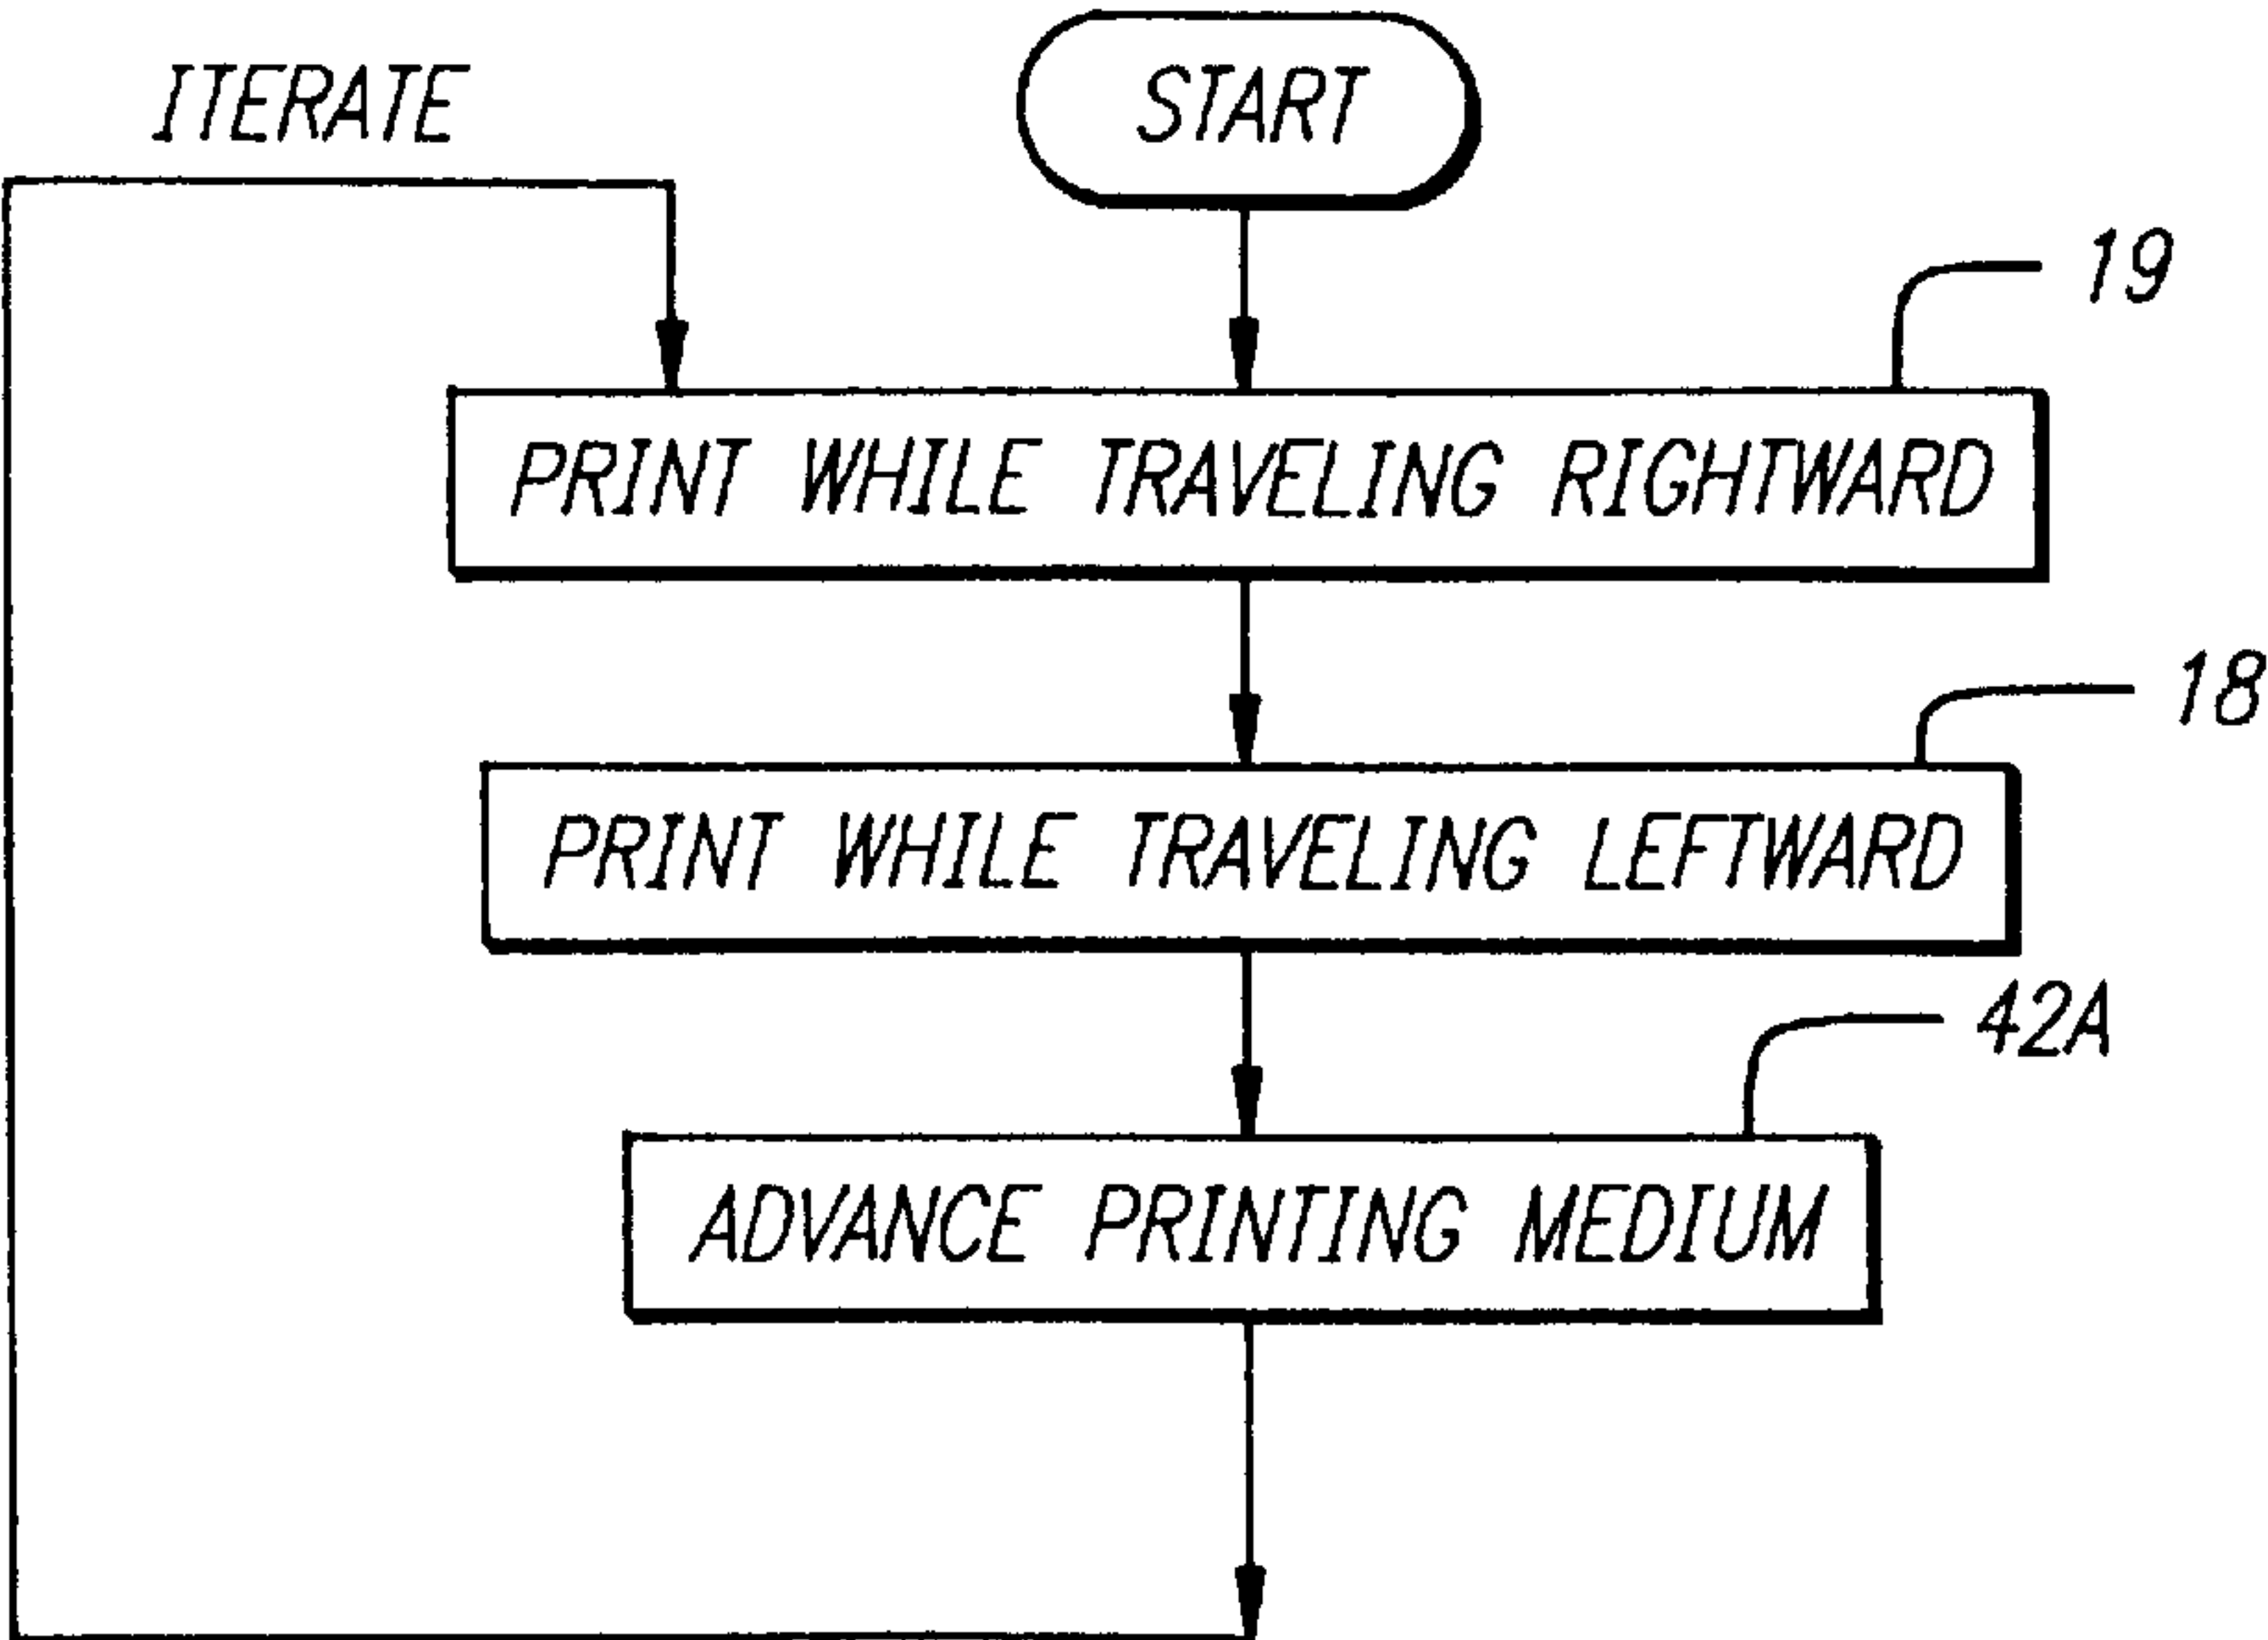 ITERATE
START
19
PRINT WHILE TRAVELING RIGHTWARD
18
PRINT WHILE TRAVELING LEFTWARD
42A
ADVANCE PRINTING MEDIUM